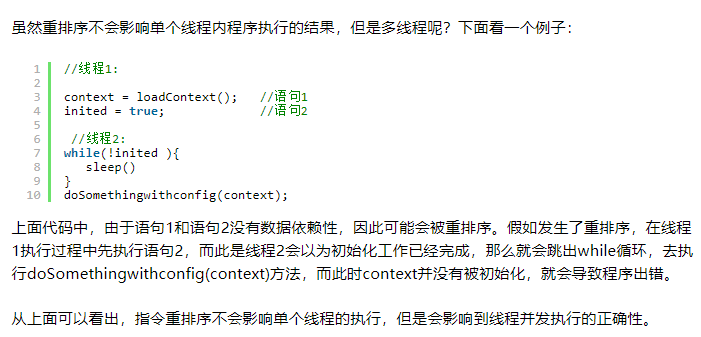 虽然重排序不会影响单个线程内程序执行的结果，但是多线程呢？下面看一个例子：
1 //线程1:
2
3 context = loadContext();   //语句1
4 inited = true;             //语句2
5
6  //线程2:
7 while(!inited ){
8    sleep()
9 }
10 doSomethingwithconfig(context);
上面代码中，由于语句1和语句2没有数据依赖性，因此可能会被重排序。假如发生了重排序，在线程
1执行过程中先执行语句2，而此是线程2会以为初始化工作已经完成，那么就会跳出while循环，去执
行doSomethingwithconfig(context)方法，而此时context并没有被初始化，就会导致程序出错。
从上面可以看出，指令重排序不会影响单个线程的执行，但是会影响到线程并发执行的正确性。